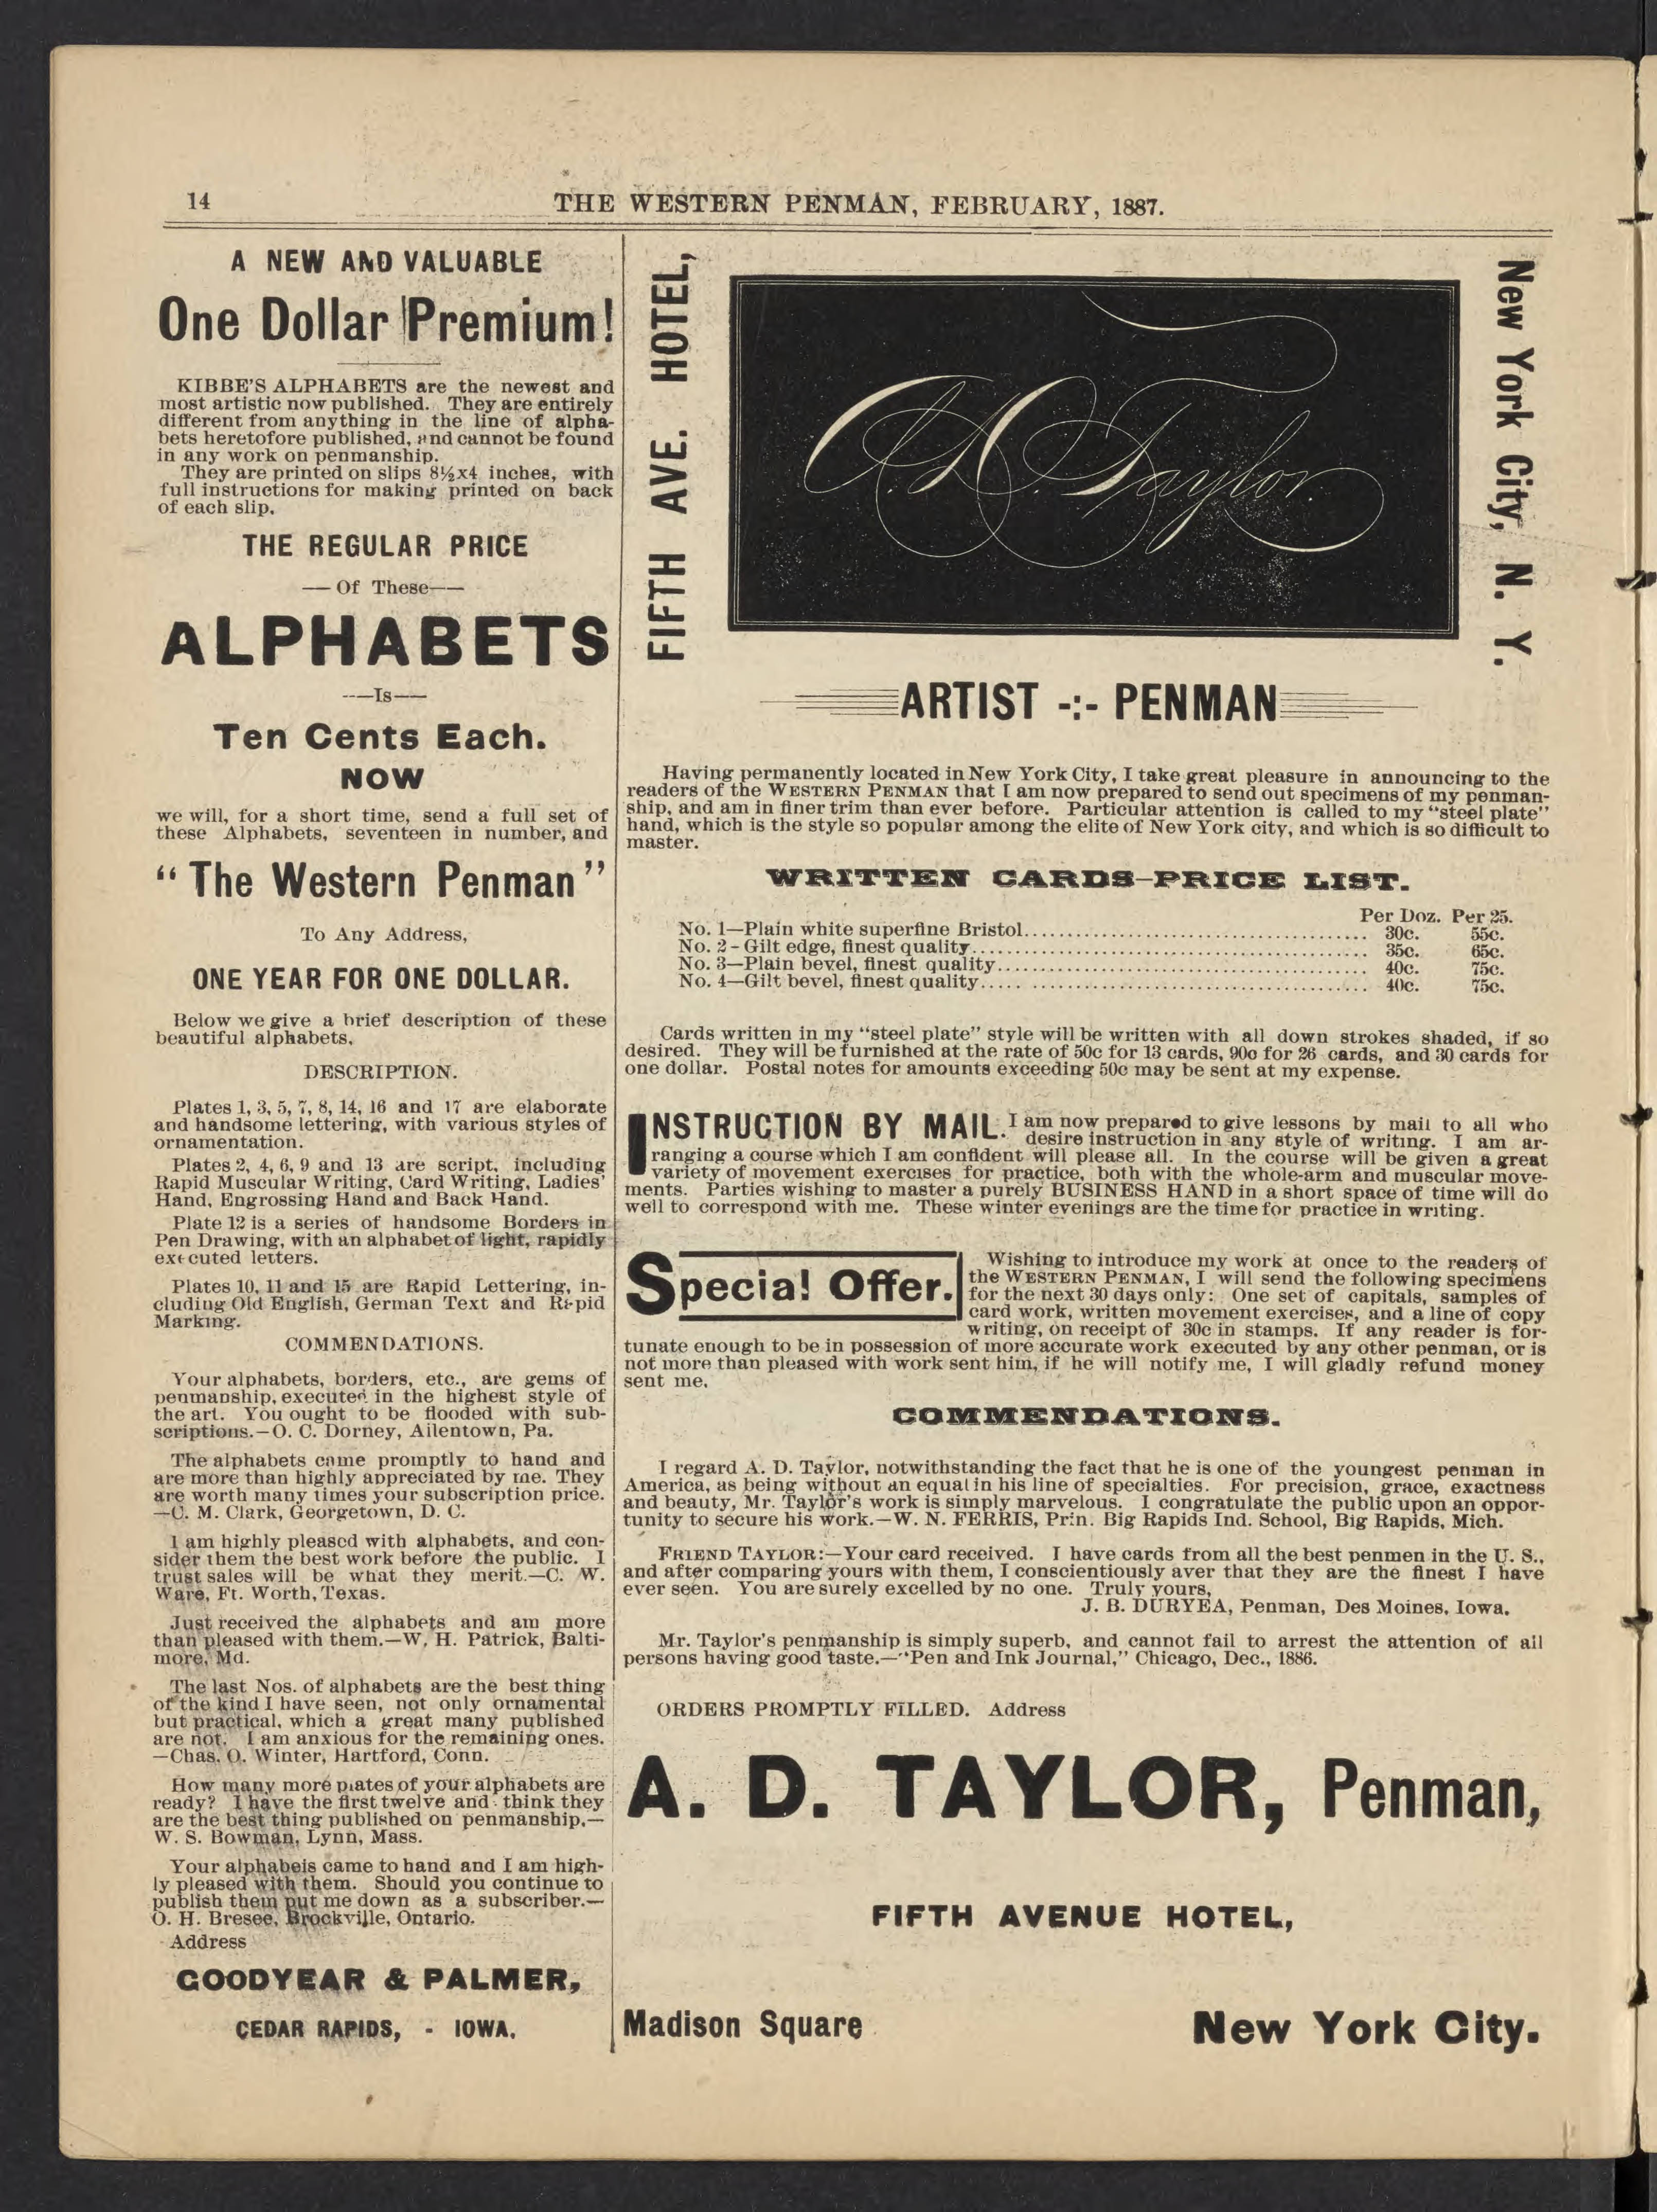 14
THE WESTERN PENMAN, FEBRUARY, 1887.
A NEW AND VALUABLE
One Dollar Premium!
KIBBE'S ALPHABETS are the newest and
most artistic now published. They are entirely
different from anything in the line of alpha-
bets heretofore published, and cannot be found
in any work on penmanship.
They are printed on slips 8½x4 inches, with
full instructions for making printed on back
of each slip.
THE REGULAR PRICE
— Of These—
ALPHABETS
—Is—
Ten Cents Each.
NOW
we will, for a short time, send a full set of
these Alphabets, seventeen in number, and
"The Western Penman"
To Any Address,
ONE YEAR FOR ONE DOLLAR.
Below we give a brief description of these
beautiful alphabets.
DESCRIPTION.
Plates 1, 3, 5, 7, 8, 14, 16 and 17 are elaborate
and handsome lettering, with various styles of
ornamentation.
Plates 2, 4, 6, 9 and 13 are script, including
Rapid Muscular Writing, Card Writing, Ladies'
Hand, Engrossing Hand and Back Hand.
Plate 12 is a series of handsome Borders in
Pen Drawing, with an alphabet of light, rapidly
executed letters.
Plates 10, 11 and 15 are Rapid Lettering, in-
cluding Old English, German Text and Rapid
Marking.
COMMENDATIONS.
Your alphabets, borders, etc., are gems of
penmanship, executed in the highest style of
the art. You ought to be flooded with sub-
scriptions.—O. C. Dorney, Allentown, Pa.
The alphabets came promptly to hand and
are more than highly appreciated by me. They
are worth many times your subscription price.
—C. M. Clark, Georgetown, D. C.
I am highly pleased with alphabets, and con-
sider them the best work before the public. I
trust sales will be what they merit.—C. W.
Ware, Ft. Worth, Texas.
Just received the alphabets and am more
than pleased with them.—W. H. Patrick, Balti-
more, Md.
The last Nos. of alphabets are the best thing
of the kind I have seen, not only ornamental
but practical, which a great many published
are not. I am anxious for the remaining ones.
—Chas. O. Winter, Hartford, Conn.
How many more plates of your alphabets are
ready? I have the first twelve and think they
are the best thing published on penmanship.—
W. S. Bowman, Lynn, Mass.
Your alphabets came to hand and I am high-
ly pleased with them. Should you continue to
publish them put me down as a subscriber.—
O. H. Bresee, Brockville, Ontario.
Address
GOODYEAR & PALMER,
CEDAR RAPIDS, - IOWA.
FIFTH AVE. HOTEL,
A. D. Taylor.
New York City, N. Y.
ARTIST -:- PENMAN
Having permanently located in New York City, I take great pleasure in announcing to the
readers of the WESTERN PENMAN that I am now prepared to send out specimens of my penman-
ship, and am in finer trim than ever before. Particular attention is called to my "steel plate"
hand, which is the style so popular among the elite of New York city, and which is so difficult to
master.
WRITTEN CARDS-PRICE LIST.
Per Doz. Per 25.
No. 1—Plain white superfine Bristol........ 30c. 55c.
No. 2-Gilt edge, finest quality........ 35c. 65c.
No. 3—Plain bevel, finest quality........ 40c. 75c.
No. 4—Gilt bevel, finest quality........ 40c. 75c.
Cards written in my "steel plate" style will be written with all down strokes shaded, if so
desired. They will be furnished at the rate of 50c for 13 cards, 90c for 26 cards, and 30 cards for
one dollar. Postal notes for amounts exceeding 50c may be sent at my expense.
INSTRUCTION BY MAIL. I am now prepared to give lessons by mail to all who
desire instruction in any style of writing. I am ar-
ranging a course which I am confident will please all. In the course will be given a great
variety of movement exercises for practice, both with the whole-arm and muscular move-
ments. Parties wishing to master a purely BUSINESS HAND in a short space of time will do
well to correspond with me. These winter evenings are the time for practice in writing.
Special Offer.
Wishing to introduce my work at once to the readers of
the WESTERN PENMAN, I will send the following specimens
for the next 30 days only: One set of capitals, samples of
card work, written movement exercises, and a line of copy
writing, on receipt of 30c in stamps. If any reader is for-
tunate enough to be in possession of more accurate work executed by any other penman, or is
not more than pleased with work sent him, if he will notify me, I will gladly refund money
sent me.
COMMENDATIONS.
I regard A. D. Taylor, notwithstanding the fact that he is one of the youngest penman in
America, as being without an equal in his line of specialties. For precision, grace, exactness
and beauty, Mr. Taylor's work is simply marvelous. I congratulate the public upon an oppor-
tunity to secure his work.—W. N. FERRIS, Prin. Big Rapids Ind. School, Big Rapids, Mich.
FRIEND TAYLOR:—Your card received. I have cards from all the best penmen in the U. S.,
and after comparing yours with them, I conscientiously aver that they are the finest I have
ever seen. You are surely excelled by no one. Truly yours,
J. B. DURYEA, Penman, Des Moines, Iowa.
Mr. Taylor's penmanship is simply superb, and cannot fail to arrest the attention of all
persons having good taste.—"Pen and Ink Journal," Chicago, Dec., 1886.
ORDERS PROMPTLY FILLED. Address
A. D. TAYLOR, Penman,
FIFTH AVENUE HOTEL,
Madison Square
New York City.